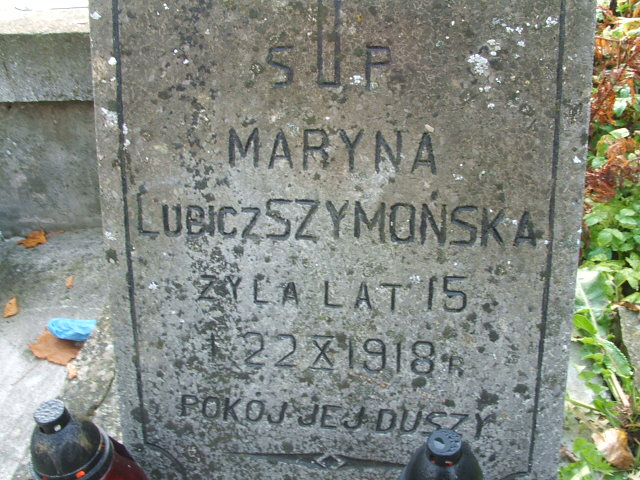 S P
MARYNA
LUBICZ SZYMOŃSKA
ŻYŁA LAT 15
† 22 X 1918 R.
POKÓJ JEJ DUSZY